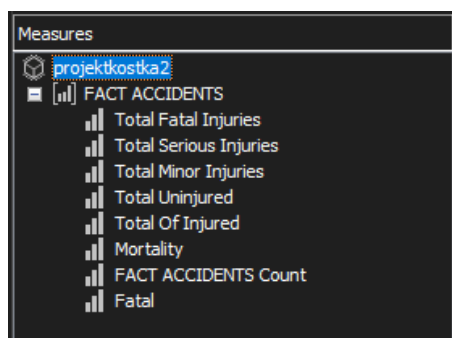 Measures
projektkostka2
FACT ACCIDENTS
Total Fatal Injuries
Total Serious Injuries
Total Minor Injuries
Total Uninjured
Total Of Injured
Mortality
FACT ACCIDENTS Count
Fatal